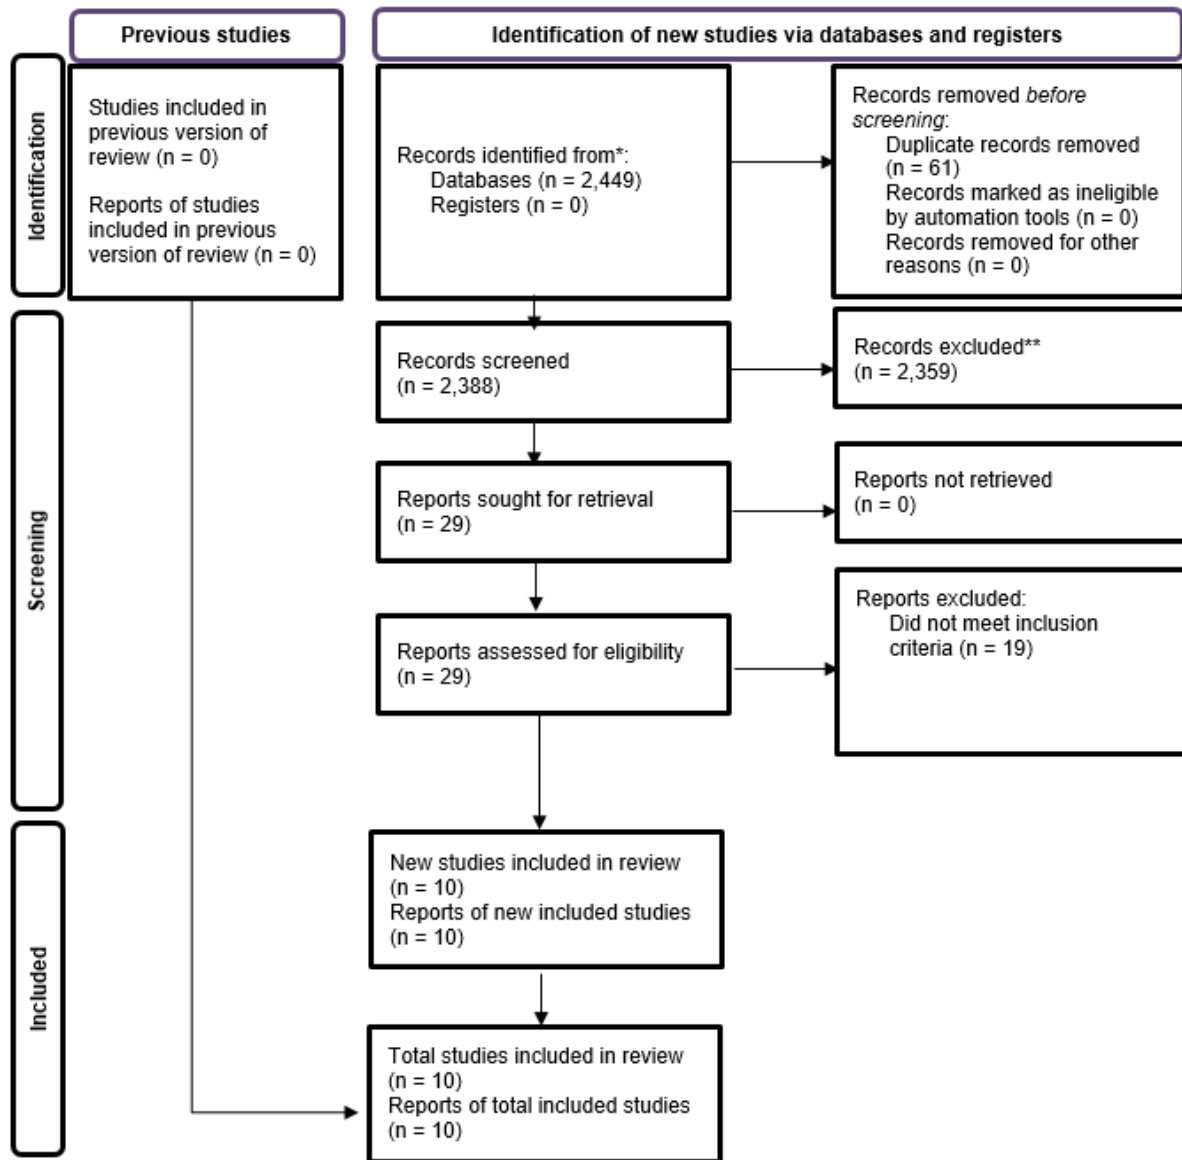 Previous studies
Identification of new studies via databases and registers
Identification
Studies included in
previous version of
review (n = 0)
Reports of studies
included in previous
version of review (n = 0)
Records identified from*:
Databases (n = 2,449)
Registers (n = 0)
Records removed before
screening:
Duplicate records removed
(n = 61)
Records marked as ineligible
by automation tools (n = 0)
Records removed for other
reasons (n = 0)
Screening
Records screened
(n = 2,388)
Records excluded**
(n = 2,359)
Reports sought for retrieval
(n = 29)
Reports not retrieved
(n = 0)
Reports assessed for eligibility
(n = 29)
Reports excluded:
Did not meet inclusion
criteria (n = 19)
Included
New studies included in review
(n = 10)
Reports of new included studies
(n = 10)
Total studies included in review
(n = 10)
Reports of total included studies
(n = 10)